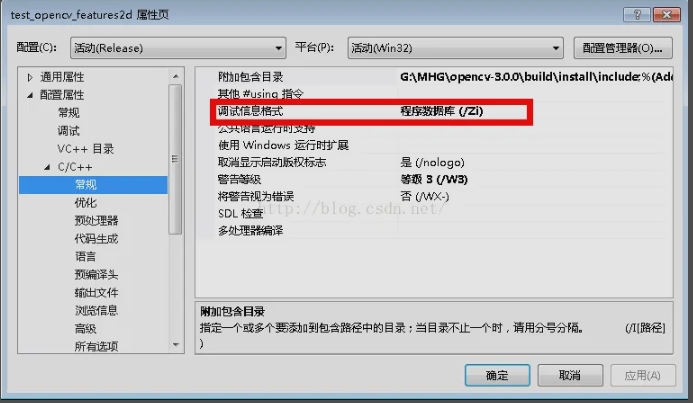 test_opencv_features2d 属性页
配置(C): 活动(Release) 平台(P): 活动(Win32) 配置管理器(O)...
通用属性
配置属性
常规
调试
VC++ 目录
C/C++
常规
优化
预处理器
代码生成
语言
预编译头
输出文件
浏览信息
高级
所有选项
附加包含目录 G:\MHG\opencv-3.0.0\build\install\include;%(Adc
其他 #using 指令
调试信息格式 程序数据库 (/Zi)
公共语言运行时支持
使用 Windows 运行时扩展
取消显示启动版权标志 是 (/nologo)
警告等级 等级 3 (/W3)
将警告视为错误 否 (/WX-)
SDL 检查
多处理器编译
http://blog.csdn.net/
附加包含目录
指定一个或多个要添加到包含路径中的目录；当目录不止一个时，请用分号分隔。 (/I[路径]
)
确定 取消 应用(A)